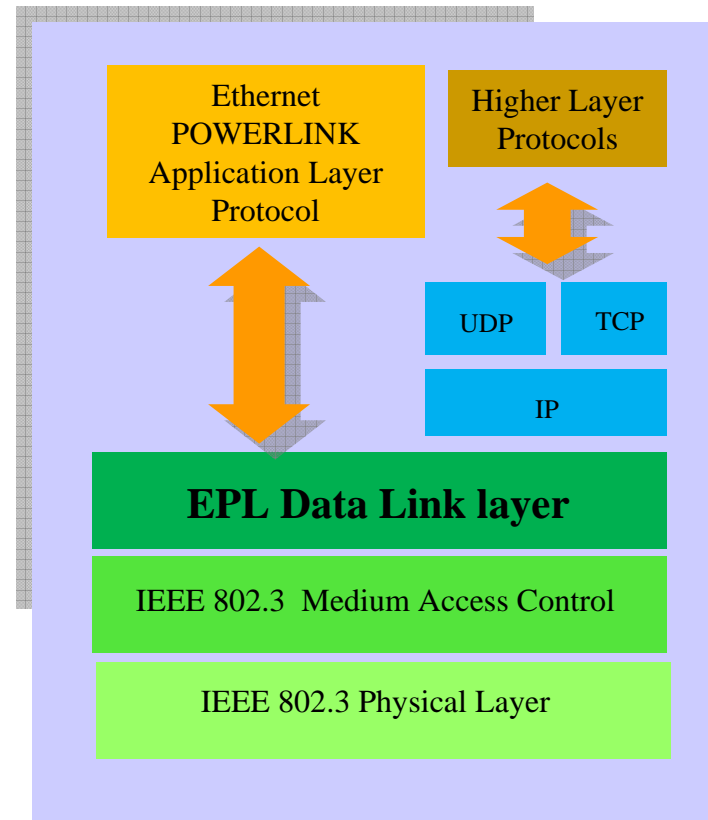 Ethernet
POWERLINK
Application Layer
Protocol
Higher Layer
Protocols
UDP
TCP
IP
EPL Data Link layer
IEEE 802.3  Medium Access Control
IEEE 802.3 Physical Layer